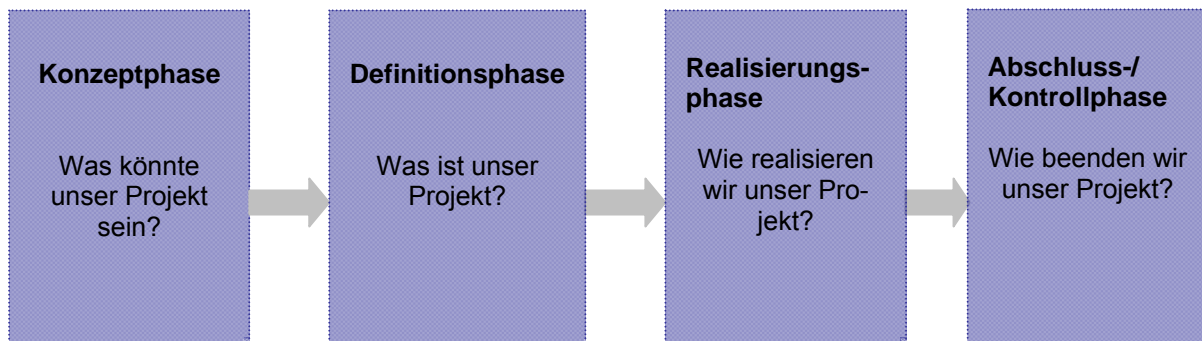 Konzeptphase
Was könnte
unser Projekt
sein?
Definitionsphase
Was ist unser
Projekt?
Realisierungs-
phase
Wie realisieren
wir unser Pro-
jekt?
Abschluss-/
Kontrollphase
Wie beenden wir
unser Projekt?